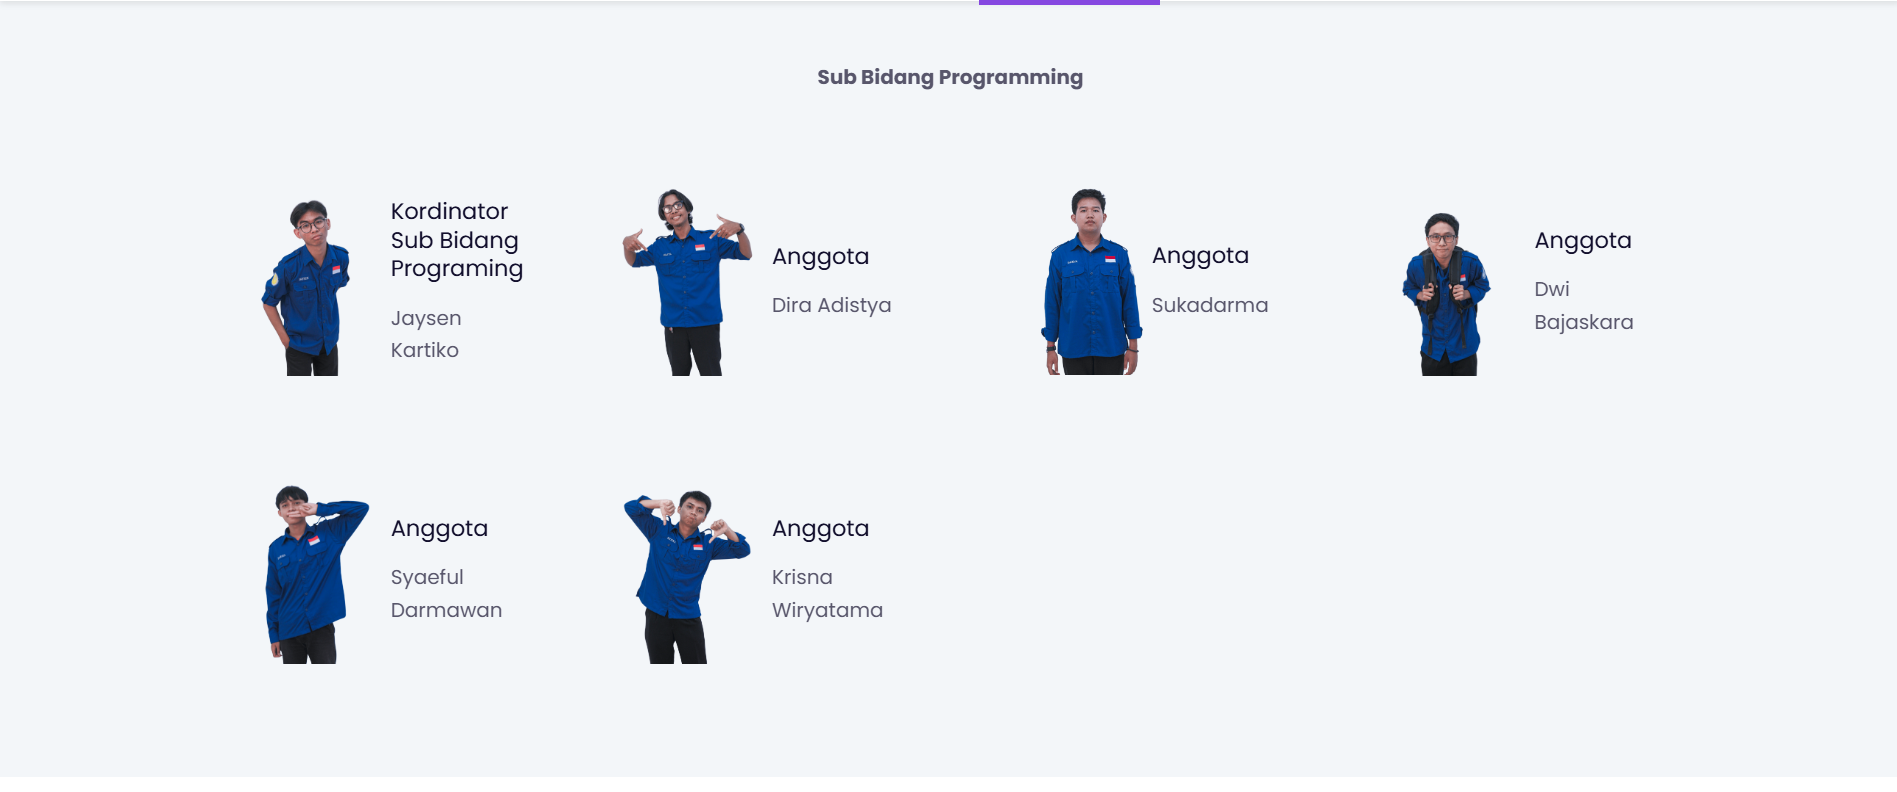 Sub Bidang Programming
Kordinator
Sub Bidang
Programing
Jaysen
Kartiko
Anggota
Dira Adistya
Anggota
Sukadarma
Anggota
Dwi
Bajaskara
Anggota
Syaeful
Darmawan
Anggota
Krisna
Wiryatama